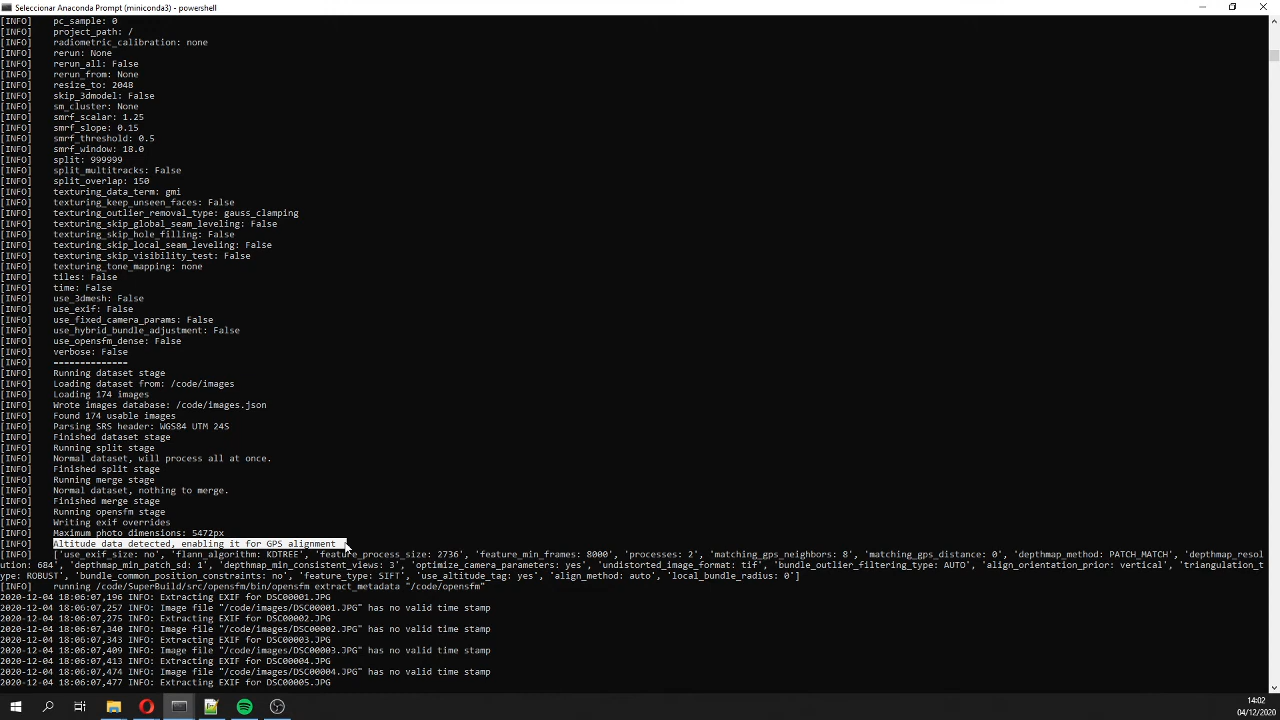 Seleccionar Anaconda Prompt (miniconda3) - powershell
[INFO] pc_sample: 0
[INFO] project_path: /
[INFO] radiometric_calibration: none
[INFO] rerun: None
[INFO] rerun_all: False
[INFO] rerun_from: None
[INFO] resize_to: 2048
[INFO] skip_3dmodel: False
[INFO] sm_cluster: None
[INFO] smrf_scalar: 1.25
[INFO] smrf_slope: 0.15
[INFO] smrf_threshold: 0.5
[INFO] smrf_window: 18.0
[INFO] split: 999999
[INFO] split_multitracks: False
[INFO] split_overlap: 150
[INFO] texturing_data_term: gmi
[INFO] texturing_keep_unseen_faces: False
[INFO] texturing_outlier_removal_type: gauss_clamping
[INFO] texturing_skip_global_seam_leveling: False
[INFO] texturing_skip_hole_filling: False
[INFO] texturing_skip_local_seam_leveling: False
[INFO] texturing_skip_visibility_test: False
[INFO] texturing_tone_mapping: none
[INFO] tiles: False
[INFO] time: False
[INFO] use_3dmesh: False
[INFO] use_exif: False
[INFO] use_fixed_camera_params: False
[INFO] use_hybrid_bundle_adjustment: False
[INFO] use_opensfm_dense: False
[INFO] verbose: False
[INFO] --------------
[INFO] Running dataset stage
[INFO] Loading dataset from: /code/images
[INFO] Loading 174 images
[INFO] Wrote images database: /code/images.json
[INFO] Found 174 usable images
[INFO] Parsing SRS header: WGS84 UTM 24S
[INFO] Finished dataset stage
[INFO] Running split stage
[INFO] Normal dataset, will process all at once.
[INFO] Finished split stage
[INFO] Running merge stage
[INFO] Normal dataset, nothing to merge.
[INFO] Finished merge stage
[INFO] Running opensfm stage
[INFO] Writing exif overrides
[INFO] Maximum photo dimensions: 5472px
[INFO] Altitude data detected, enabling it for GPS alignment
[INFO] ['use_exif_size: no', 'flann_algorithm: KDTREE', 'feature_process_size: 2736', 'feature_min_frames: 8000', 'processes: 2', 'matching_gps_neighbors: 8', 'matching_gps_distance: 0', 'depthmap_method: PATCH_MATCH', 'depthmap_resol
ution: 684', 'depthmap_min_patch_sd: 1', 'depthmap_min_consistent_views: 3', 'optimize_camera_parameters: yes', 'undistorted_image_format: tif', 'bundle_outlier_filtering_type: AUTO', 'align_orientation_prior: vertical', 'triangulation_t
ype: ROBUST', 'bundle_common_position_constraints: no', 'feature_type: SIFT', 'use_altitude_tag: yes', 'align_method: auto', 'local_bundle_radius: 0']
[INFO] running /code/SuperBuild/src/opensfm/bin/opensfm extract_metadata "/code/opensfm"
2020-12-04 18:06:07,196 INFO: Extracting EXIF for DSC00001.JPG
2020-12-04 18:06:07,257 INFO: Image file "/code/images/DSC00001.JPG" has no valid time stamp
2020-12-04 18:06:07,275 INFO: Extracting EXIF for DSC00002.JPG
2020-12-04 18:06:07,340 INFO: Image file "/code/images/DSC00002.JPG" has no valid time stamp
2020-12-04 18:06:07,343 INFO: Extracting EXIF for DSC00003.JPG
2020-12-04 18:06:07,409 INFO: Image file "/code/images/DSC00003.JPG" has no valid time stamp
2020-12-04 18:06:07,413 INFO: Extracting EXIF for DSC00004.JPG
2020-12-04 18:06:07,474 INFO: Image file "/code/images/DSC00004.JPG" has no valid time stamp
2020-12-04 18:06:07,477 INFO: Extracting EXIF for DSC00005.JPG
14:02
04/12/2020